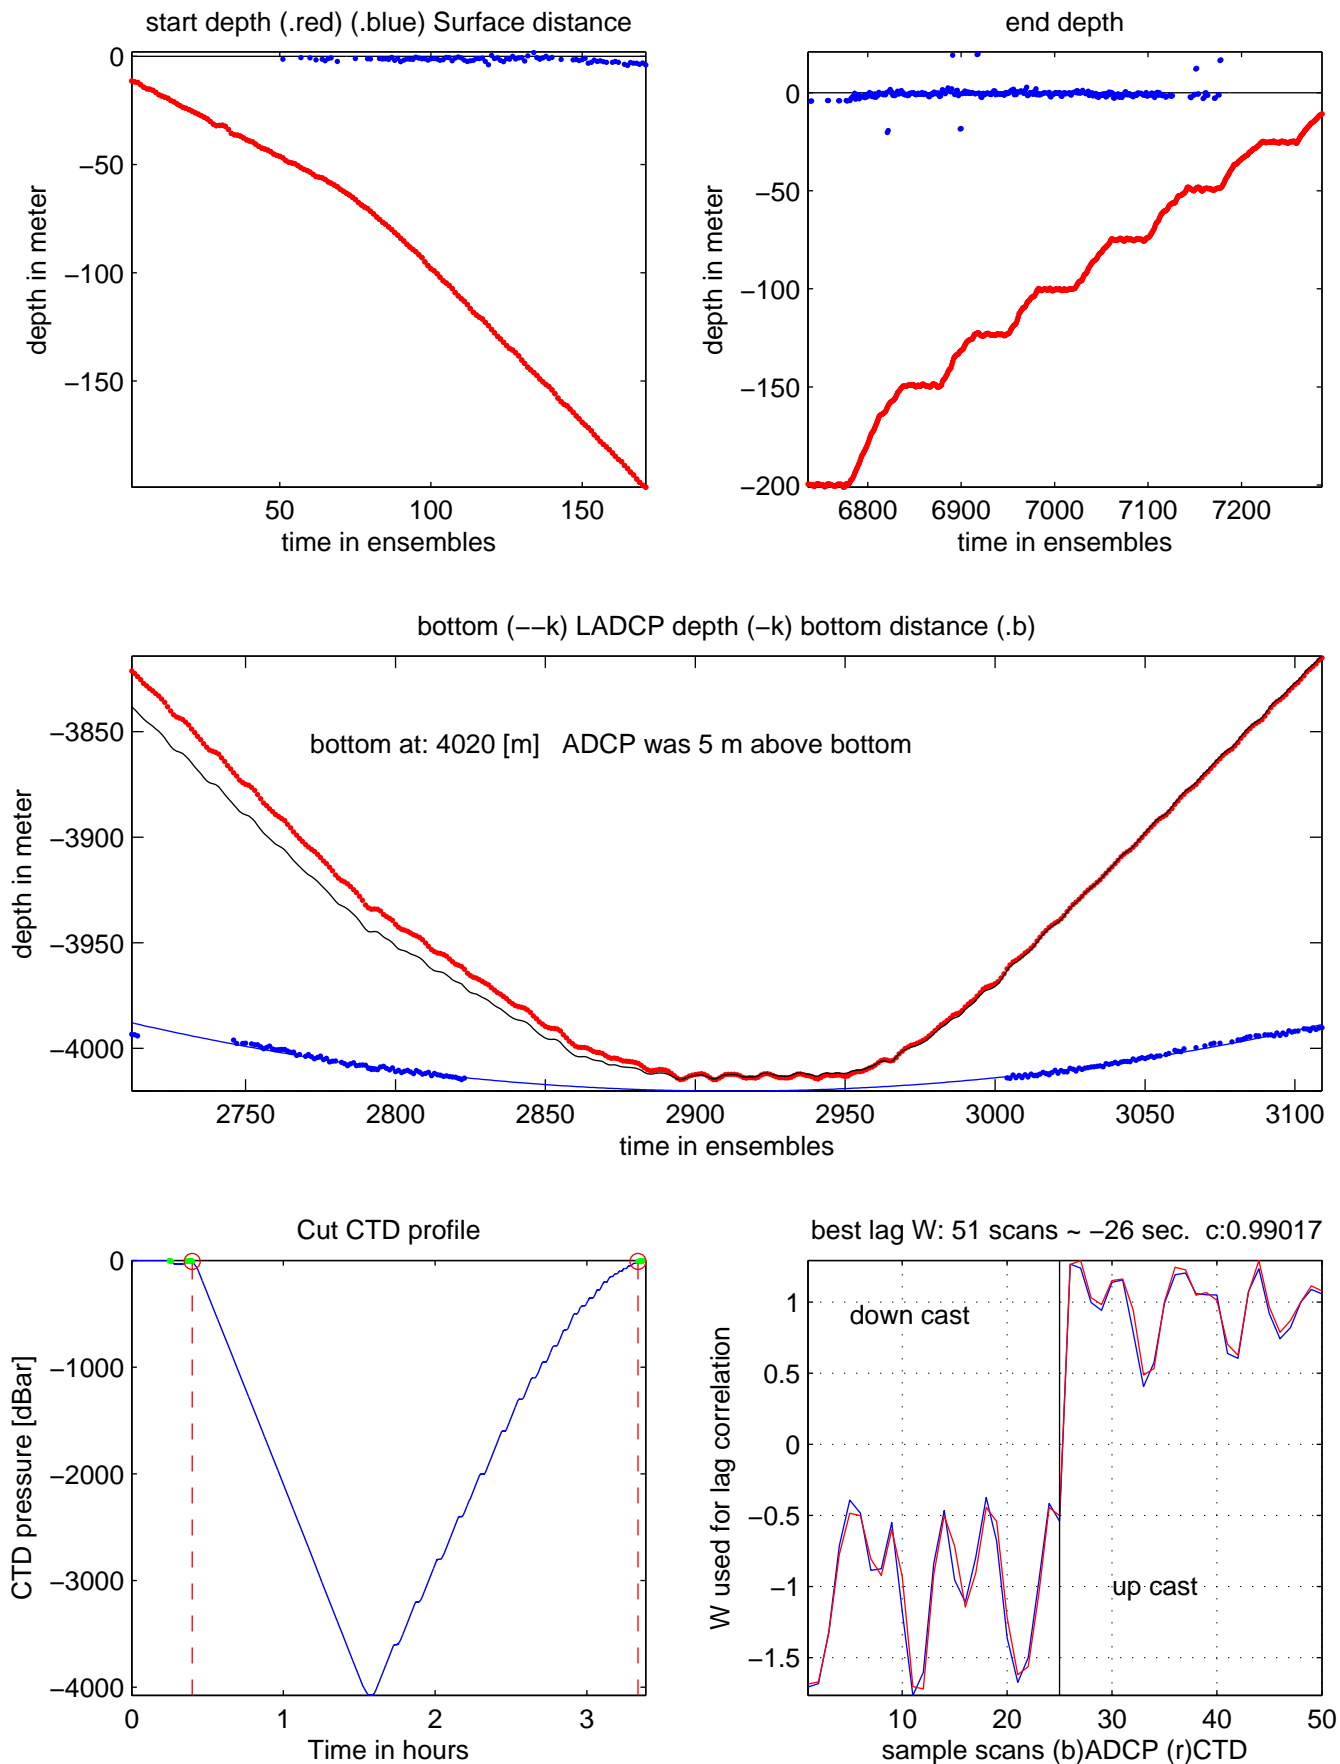 start depth (.red) (.blue) Surface distance
0
−50
−100
−150
depth in meter
50
100
150
time in ensembles
end depth
0
−50
−100
−150
−200
depth in meter
6800
6900
7000
7100
7200
time in ensembles
bottom (−−k) LADCP depth (−k) bottom distance (.b)
bottom at: 4020 [m]   ADCP was 5 m above bottom
−3850
−3900
−3950
−4000
depth in meter
2750
2800
2850
2900
2950
3000
3050
3100
time in ensembles
Cut CTD profile
0
−1000
−2000
−3000
−4000
CTD pressure [dBar]
0
1
2
3
Time in hours
best lag W: 51 scans ~ −26 sec.  c:0.99017
down cast
up cast
1
0.5
0
−0.5
−1
−1.5
W used for lag correlation
10
20
30
40
50
sample scans (b)ADCP (r)CTD